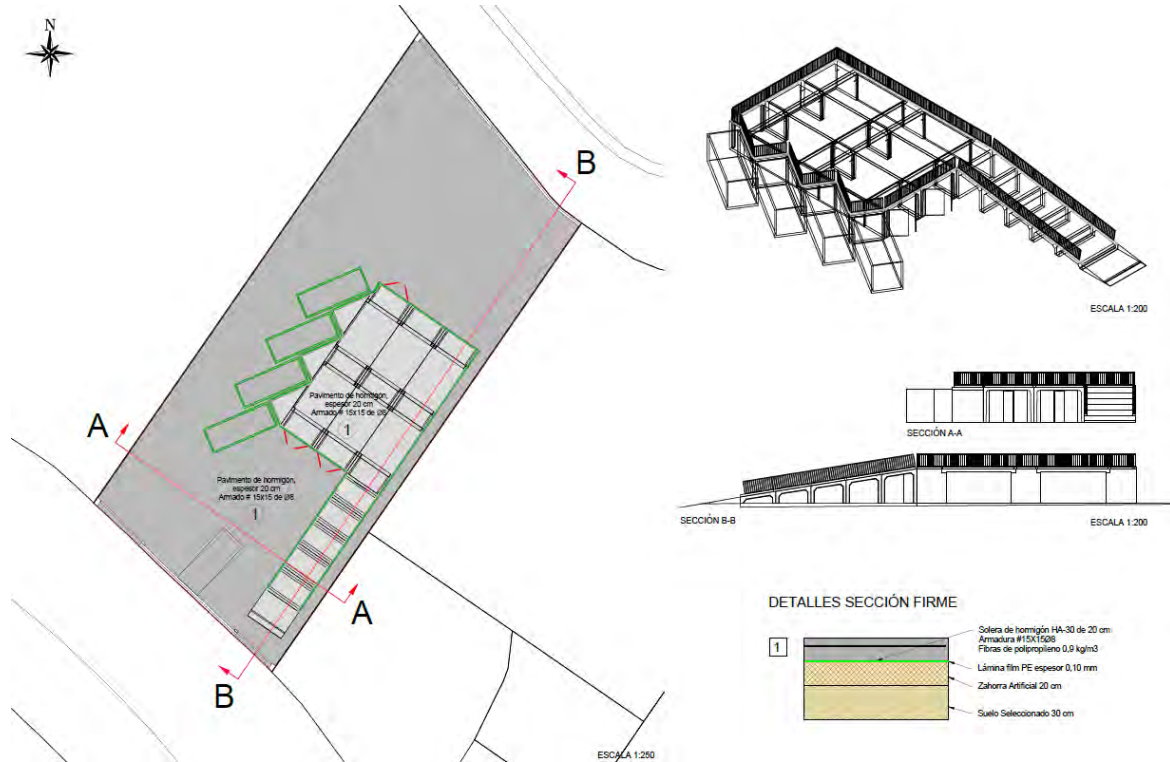 N
B
ESCALA 1:200
A
Pavimento de hormigón,
espesor 20 cm
Armado # 15x15 de Ø8
1
SECCIÓN A-A
Pavimento de hormigón,
espesor 20 cm
Armado # 15x15 de Ø8
1
SECCIÓN B-B
ESCALA 1:200
A
B
DETALLES SECCIÓN FIRME
1
Solera de hormigón HA-30 de 20 cm
Armadura #15X15Ø8
Fibras de polipropileno 0,9 kg/m3
Lámina film PE espesor 0,10 mm
Zahorra Artificial 20 cm
Suelo Seleccionado 30 cm
ESCALA 1:250